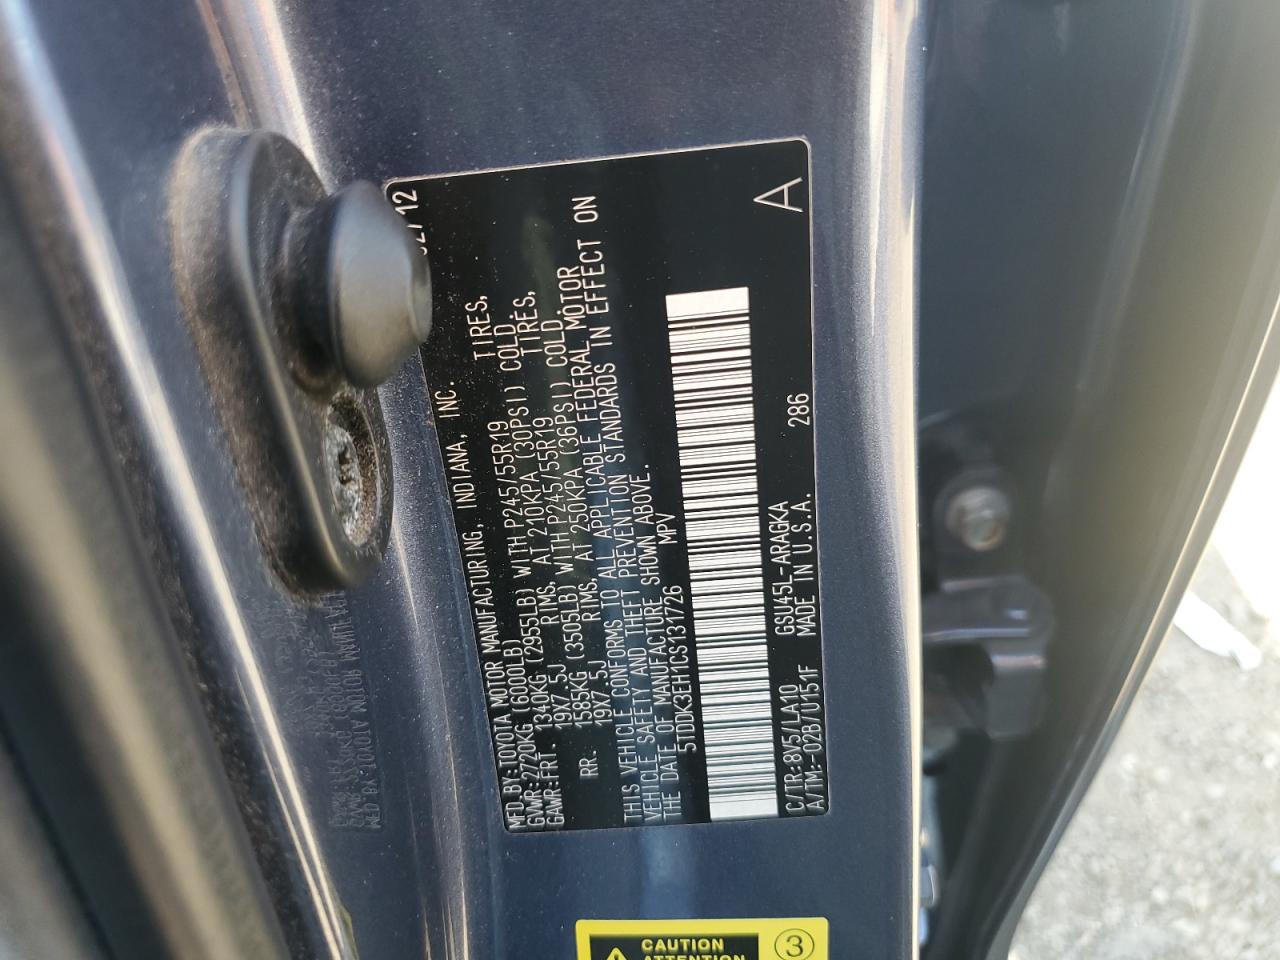 MFD. BY:TOYOTA MOTOR MANUFACTURING, INDIANA, INC. 02/12
GVWR:2720KG (6000LB)
GAWR:FRT. 1340KG (2955LB) WITH P245/55R19 TIRES,
19X7.5J RIMS, AT 210KPA (30PSI) COLD.
RR. 1585KG (3505LB) WITH P245/55R19 TIRES,
19X7.5J RIMS, AT 250KPA (36PSI) COLD.
THIS VEHICLE CONFORMS TO ALL APPLICABLE FEDERAL MOTOR
VEHICLE SAFETY AND THEFT PREVENTION STANDARDS IN EFFECT ON
THE DATE OF MANUFACTURE SHOWN ABOVE.
5TDDK3EH1CS131726 MPV
C/TR:8V5/LA10 GSU45L-ARAGKA 286
A/TM:-02B/U151F MADE IN U.S.A.
A
CAUTION
ATTENTION
3